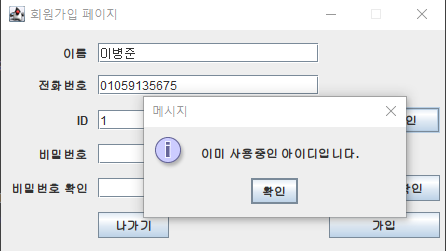 회원가입 페이지
이름 이병준
전화번호 01059135675
ID 1 인
메시지
이미 사용중인 아이디입니다.
확인
비밀번호
비밀번호 확인 인
나가기 가입